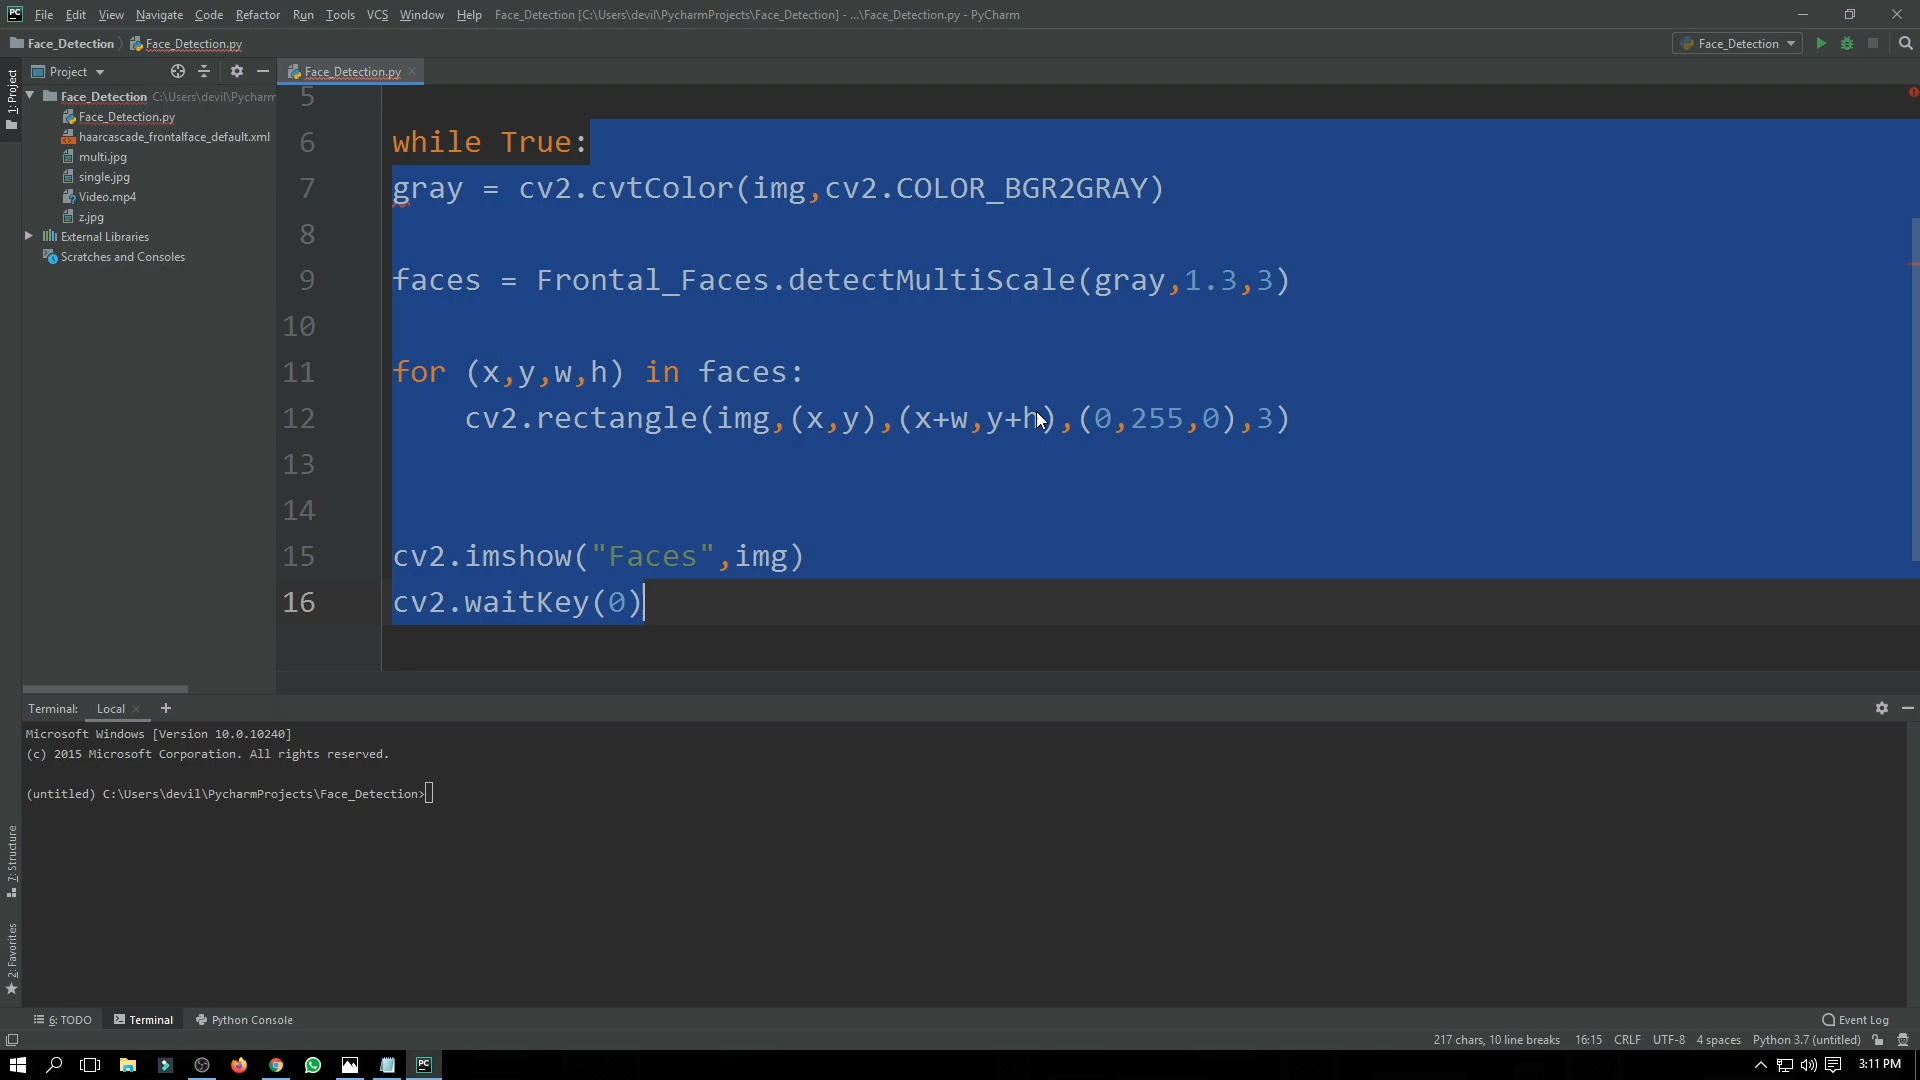 File Edit View Navigate Code Refactor Run Tools VCS Window Help Face_Detection [C:\Users\devil\PycharmProjects\Face_Detection] - ...\Face_Detection.py - PyCharm
Face_Detection Face_Detection.py Face_Detection
Project Face_Detection.py
1: Project
Face_Detection C:\Users\devil\Pycharm
Face_Detection.py
haarcascade_frontalface_default.xml
multi.jpg
single.jpg
Video.mp4
z.jpg
External Libraries
Scratches and Consoles
5
6 while True:
7 gray = cv2.cvtColor(img,cv2.COLOR_BGR2GRAY)
8
9 faces = Frontal_Faces.detectMultiScale(gray,1.3,3)
10
11 for (x,y,w,h) in faces:
12 cv2.rectangle(img,(x,y),(x+w,y+h),(0,255,0),3)
13
14
15 cv2.imshow("Faces",img)
16 cv2.waitKey(0)
Terminal: Local +
Microsoft Windows [Version 10.0.10240]
(c) 2015 Microsoft Corporation. All rights reserved.
(untitled) C:\Users\devil\PycharmProjects\Face_Detection>
7: Structure
2: Favorites
6: TODO Terminal Python Console Event Log
217 chars, 10 line breaks 16:15 CRLF UTF-8 4 spaces Python 3.7 (untitled)
3:11 PM